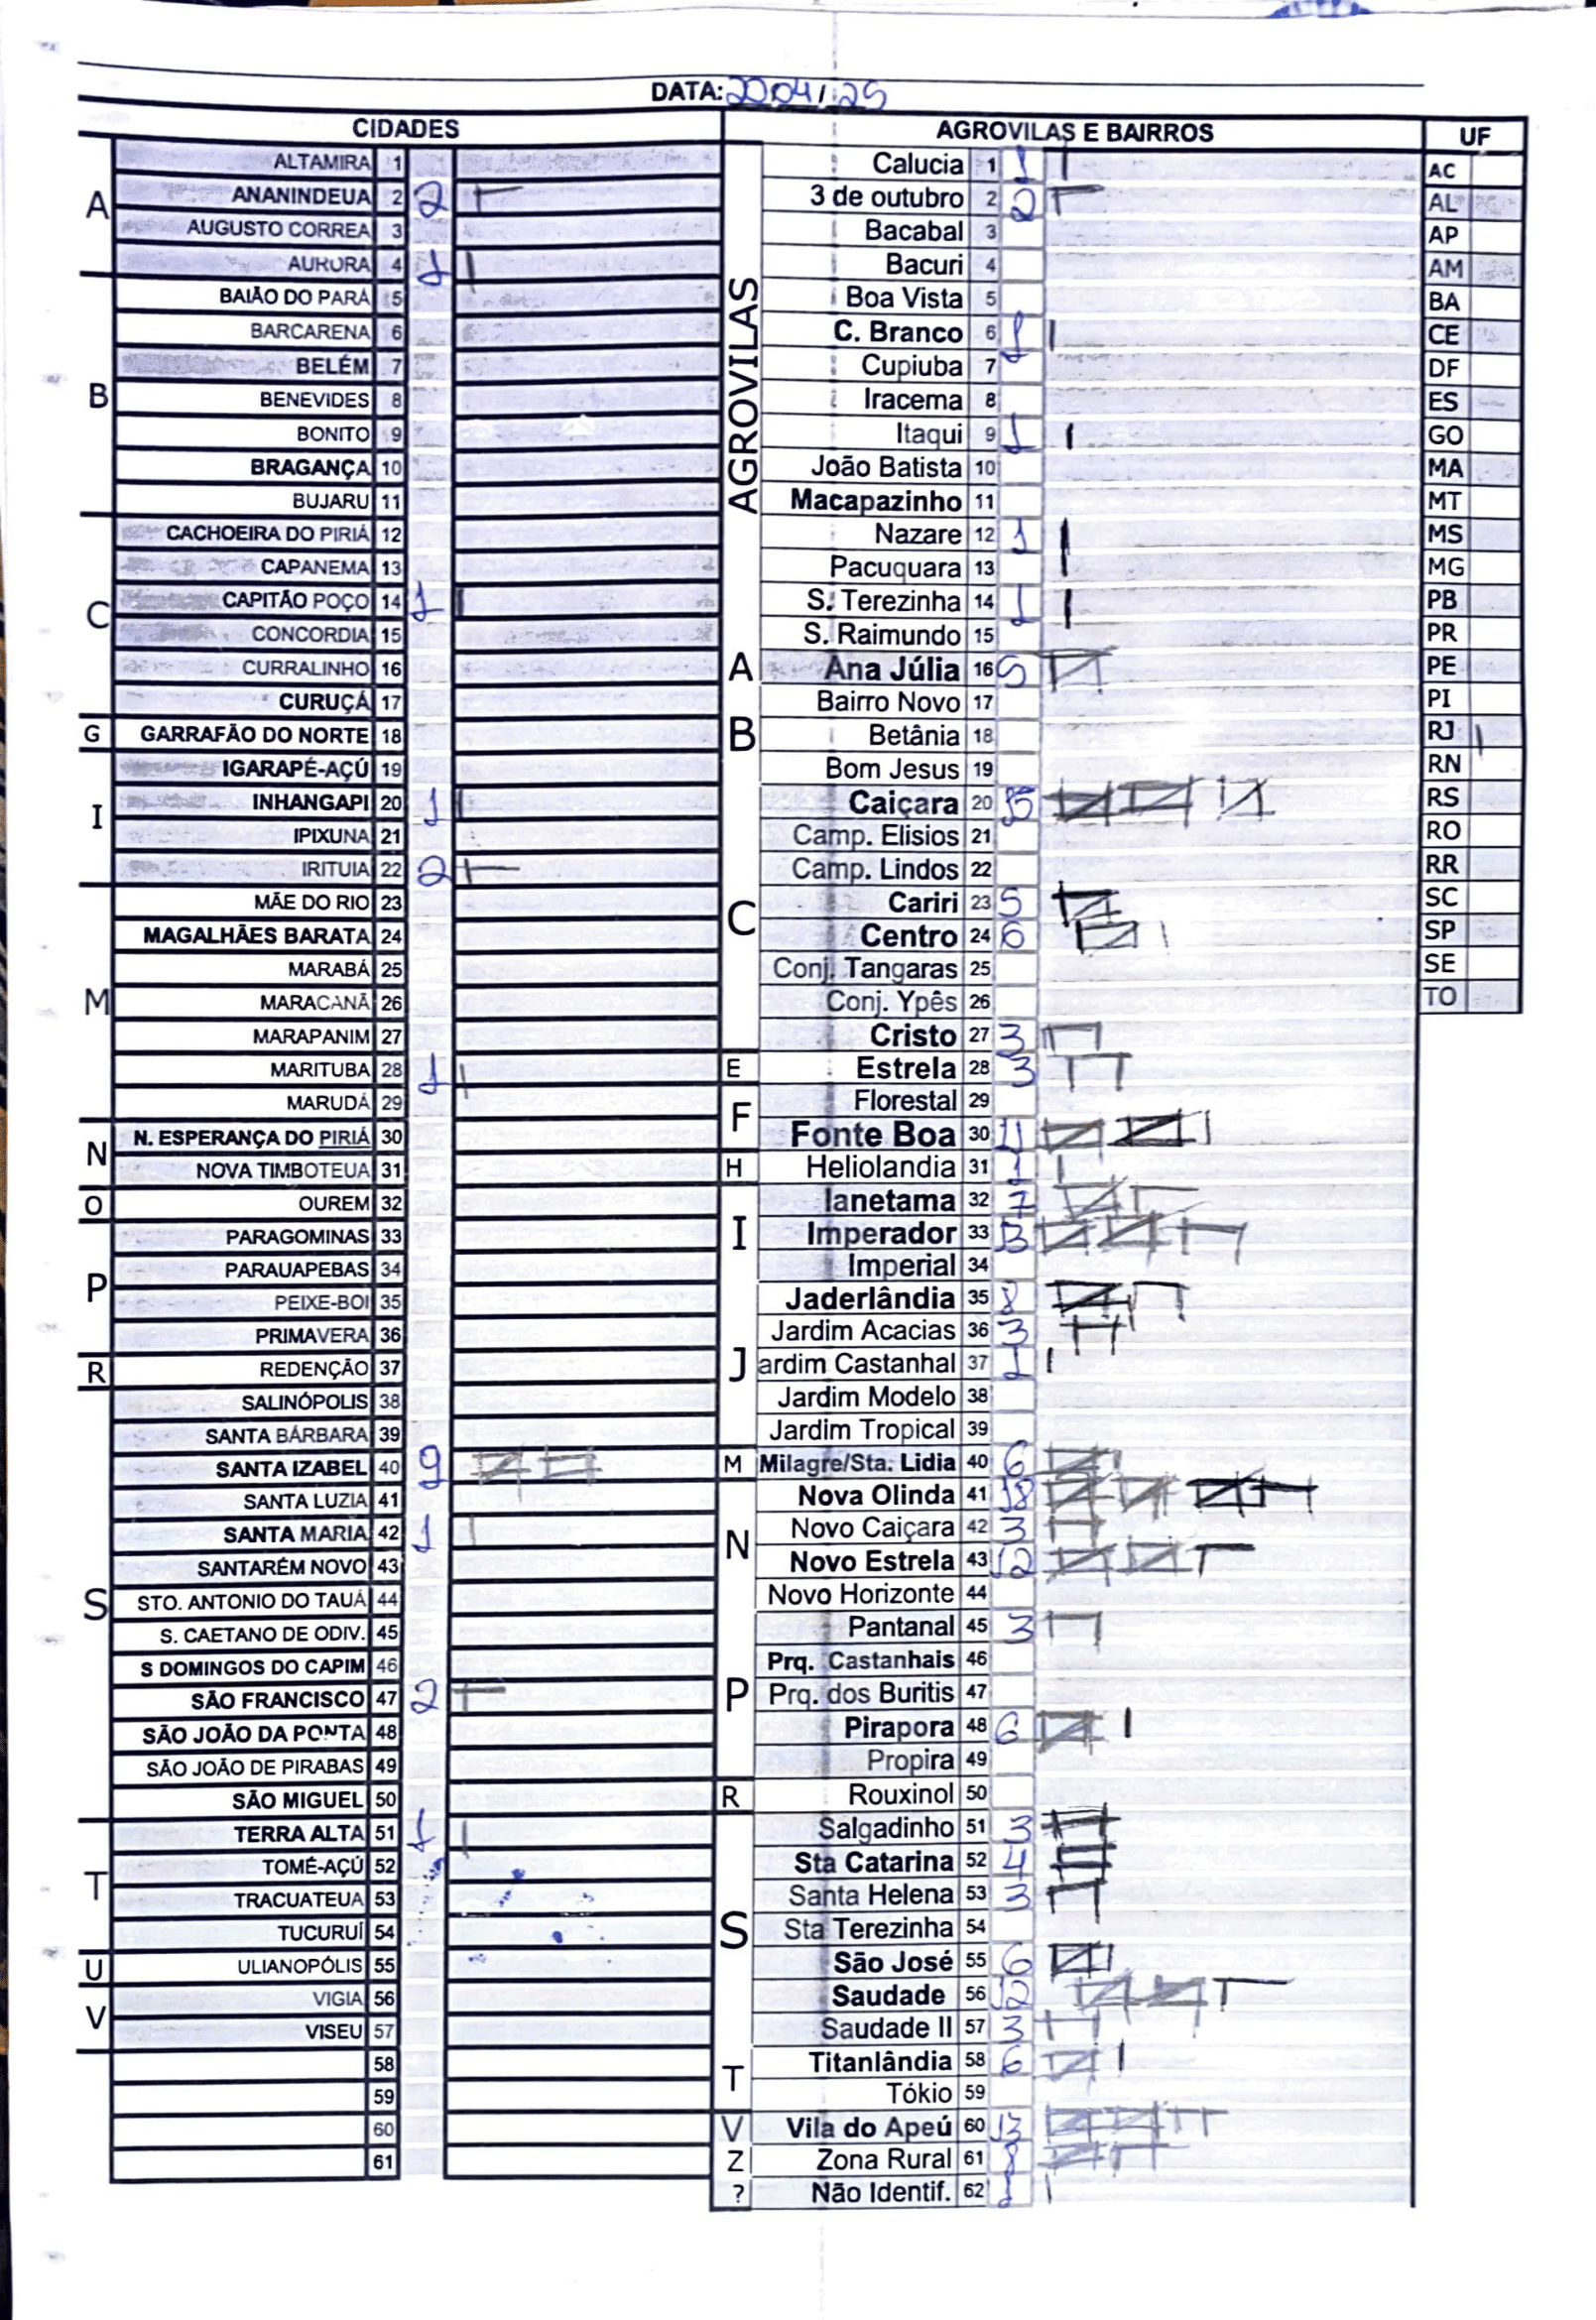 DATA: 22/04/25
CIDADES
A
ALTAMIRA 1
ANANINDEUA 2 2
AUGUSTO CORREA 3
AURORA 4 1
B
BAIÃO DO PARÁ 5
BARCARENA 6
BELÉM 7
BENEVIDES 8
BONITO 9
BRAGANÇA 10
BUJARU 11
C
CACHOEIRA DO PIRIÁ 12
CAPANEMA 13
CAPITÃO POÇO 14 1
CONCORDIA 15
CURRALINHO 16
CURUÇÁ 17
G
GARRAFÃO DO NORTE 18
I
IGARAPÉ-AÇÚ 19
INHANGAPI 20 1
IPIXUNA 21
IRITUIA 22 2
M
MÃE DO RIO 23
MAGALHÃES BARATA 24
MARABÁ 25
MARACANÃ 26
MARAPANIM 27
MARITUBA 28 1
MARUDÁ 29
N
N. ESPERANÇA DO PIRIÁ 30
NOVA TIMBOTEUA 31
O
OUREM 32
P
PARAGOMINAS 33
PARAUAPEBAS 34
PEIXE-BOI 35
PRIMAVERA 36
R
REDENÇÃO 37
S
SALINÓPOLIS 38
SANTA BÁRBARA 39
SANTA IZABEL 40 9
SANTA LUZIA 41
SANTA MARIA 42 1
SANTARÉM NOVO 43
STO. ANTONIO DO TAUÁ 44
S. CAETANO DE ODIV. 45
S DOMINGOS DO CAPIM 46
SÃO FRANCISCO 47 2
SÃO JOÃO DA PONTA 48
SÃO JOÃO DE PIRABAS 49
SÃO MIGUEL 50
T
TERRA ALTA 51 1
TOMÉ-AÇÚ 52
TRACUATEUA 53
TUCURUÍ 54
U
ULIANOPÓLIS 55
V
VIGIA 56
VISEU 57
58
59
60
61
AGROVILAS E BAIRROS
AGROVILAS
Calucia 1 1
3 de outubro 2 2
Bacabal 3
Bacuri 4
Boa Vista 5
C. Branco 6 1
Cupiuba 7
Iracema 8
Itaqui 9 1
João Batista 10
Macapazinho 11
Nazare 12 1
Pacuquara 13
S. Terezinha 14 1
S. Raimundo 15
A
Ana Júlia 16 5
Bairro Novo 17
B
Betânia 18
Bom Jesus 19
Caiçara 20 15
Camp. Elisios 21
Camp. Lindos 22
C
Cariri 23 5
Centro 24 6
Conj. Tangaras 25
Conj. Ypês 26
Cristo 27 3
E
Estrela 28 3
F
Florestal 29
Fonte Boa 30 11
H
Heliolandia 31 1
I
Ianetama 32 7
Imperador 33 13
Imperial 34
J
Jaderlândia 35 8
Jardim Acacias 36 3
ardim Castanhal 37 1
Jardim Modelo 38
Jardim Tropical 39
M
Milagre/Sta. Lidia 40 6
N
Nova Olinda 41 18
Novo Caiçara 42 3
Novo Estrela 43 12
Novo Horizonte 44
P
Pantanal 45 3
Prq. Castanhais 46
Prq. dos Buritis 47
Pirapora 48 6
Propira 49
R
Rouxinol 50
S
Salgadinho 51 3
Sta Catarina 52 4
Santa Helena 53 3
Sta Terezinha 54
São José 55 6
Saudade 56 12
Saudade II 57 3
T
Titanlândia 58 6
Tókio 59
V
Vila do Apeú 60 13
Z
Zona Rural 61 8
?
Não Identif. 62 1
UF
AC
AL
AP
AM
BA
CE
DF
ES
GO
MA
MT
MS
MG
PB
PR
PE
PI
RJ
RN
RS
RO
RR
SC
SP
SE
TO